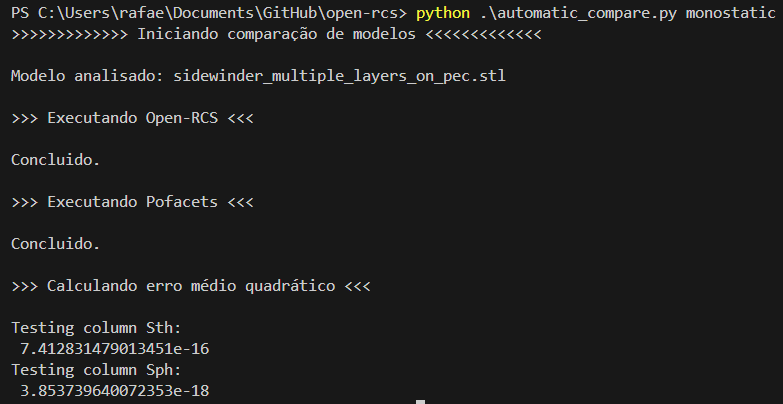 PS C:\Users\rafae\Documents\GitHub\open-rcs> python .\automatic_compare.py monostatic
>>>>>>>>>>>>> Iniciando comparação de modelos <<<<<<<<<<<<<
Modelo analisado: sidewinder_multiple_layers_on_pec.stl
>>> Executando Open-RCS <<<
Concluido.
>>> Executando Pofacets <<<
Concluido.
>>> Calculando erro médio quadrático <<<
Testing column Sth:
7.412831479013451e-16
Testing column Sph:
3.853739640072353e-18